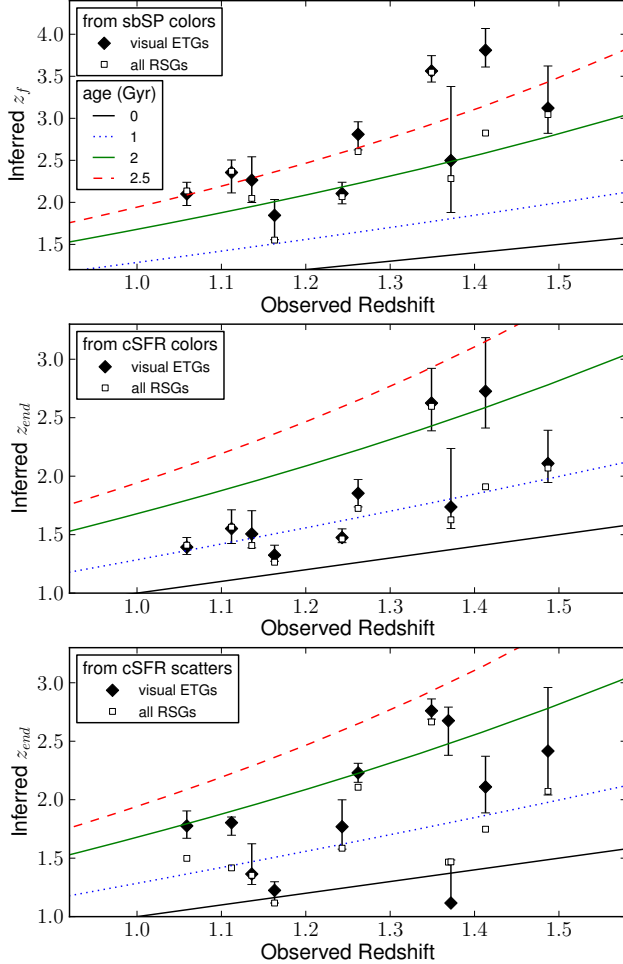 from sbSP colors
visual ETGs
all RSGs
age (Gyr)
0
1
2
2.5
4.0
3.5
3.0
2.5
2.0
1.5
Inferred z_f
1.0 1.1 1.2 1.3 1.4 1.5
Observed Redshift
from cSFR colors
visual ETGs
all RSGs
3.0
2.5
2.0
1.5
1.0
Inferred z_end
1.0 1.1 1.2 1.3 1.4 1.5
Observed Redshift
from cSFR scatters
visual ETGs
all RSGs
3.0
2.5
2.0
1.5
1.0
Inferred z_end
1.0 1.1 1.2 1.3 1.4 1.5
Observed Redshift